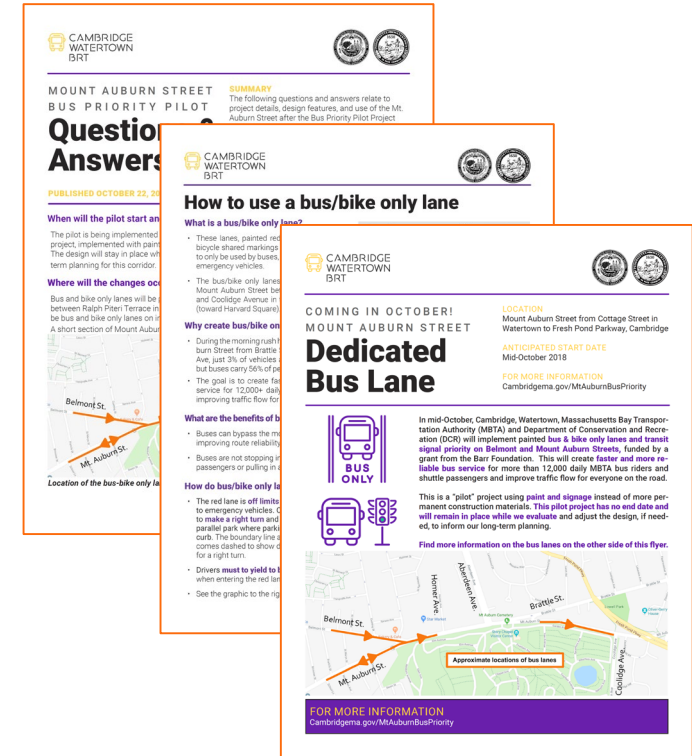 CAMBRIDGE
WATERTOWN
BRT
MOUNT AUBURN STREET
BUS PRIORITY PILOT
Question
Answers
PUBLISHED OCTOBER 22, 20
SUMMARY
The following questions and answers relate to
project details, design features, and use of the Mt.
Auburn Street after the Bus Priority Pilot Project
When will the pilot start an
The pilot is being implemented
project, implemented with paint
The design will stay in place wh
term planning for this corridor.
Where will the changes occ
Bus and bike only lanes will be p
between Ralph Piteri Terrace in
be bus and bike only lanes on in
A short section of Mount Aubur
Belmont St.
Mt. Auburn St.
Location of the bus-bike only la
CAMBRIDGE
WATERTOWN
BRT
How to use a bus/bike only lane
What is a bus/bike only lane?
· These lanes, painted red
bicycle shared markings
to only be used by buses,
emergency vehicles.
· The bus/bike only lanes
Mount Auburn Street be
and Coolidge Avenue in
(toward Harvard Square)
Why create bus/bike on
· During the morning rush h
burn Street from Brattle
Ave, just 3% of vehicles
but buses carry 56% of pe
· The goal is to create fas
service for 12,000+ daily
improving traffic flow for
What are the benefits of b
· Buses can bypass the mo
improving route reliability
· Buses are not stopping in
passengers or pulling in a
How do bus/bike only la
· The red lane is off limits
to emergency vehicles. C
to make a right turn and
parallel park where parki
curb. The boundary line a
comes dashed to show d
for a right turn.
· Drivers must to yield to b
when entering the red lan
· See the graphic to the rig
CAMBRIDGE
WATERTOWN
BRT
COMING IN OCTOBER!
MOUNT AUBURN STREET
Dedicated
Bus Lane
LOCATION
Mount Auburn Street from Cottage Street in
Watertown to Fresh Pond Parkway, Cambridge
ANTICIPATED START DATE
Mid-October 2018
FOR MORE INFORMATION
Cambridgema.gov/MtAuburnBusPriority
BUS
ONLY
In mid-October, Cambridge, Watertown, Massachusetts Bay Transpor-
tation Authority (MBTA) and Department of Conservation and Recre-
ation (DCR) will implement painted bus & bike only lanes and transit
signal priority on Belmont and Mount Auburn Streets, funded by a
grant from the Barr Foundation. This will create faster and more re-
liable bus service for more than 12,000 daily MBTA bus riders and
shuttle passengers and improve traffic flow for everyone on the road.
This is a "pilot" project using paint and signage instead of more per-
manent construction materials. This pilot project has no end date and
will remain in place while we evaluate and adjust the design, if need-
ed, to inform our long-term planning.
Find more information on the bus lanes on the other side of this flyer.
Belmont St.
Mt. Auburn St.
Homer Ave.
Aberdeen Ave.
Brattle St.
Coolidge Ave.
Star Market
Mt Auburn Cemetery
Approximate locations of bus lanes
FOR MORE INFORMATION
Cambridgema.gov/MtAuburnBusPriority